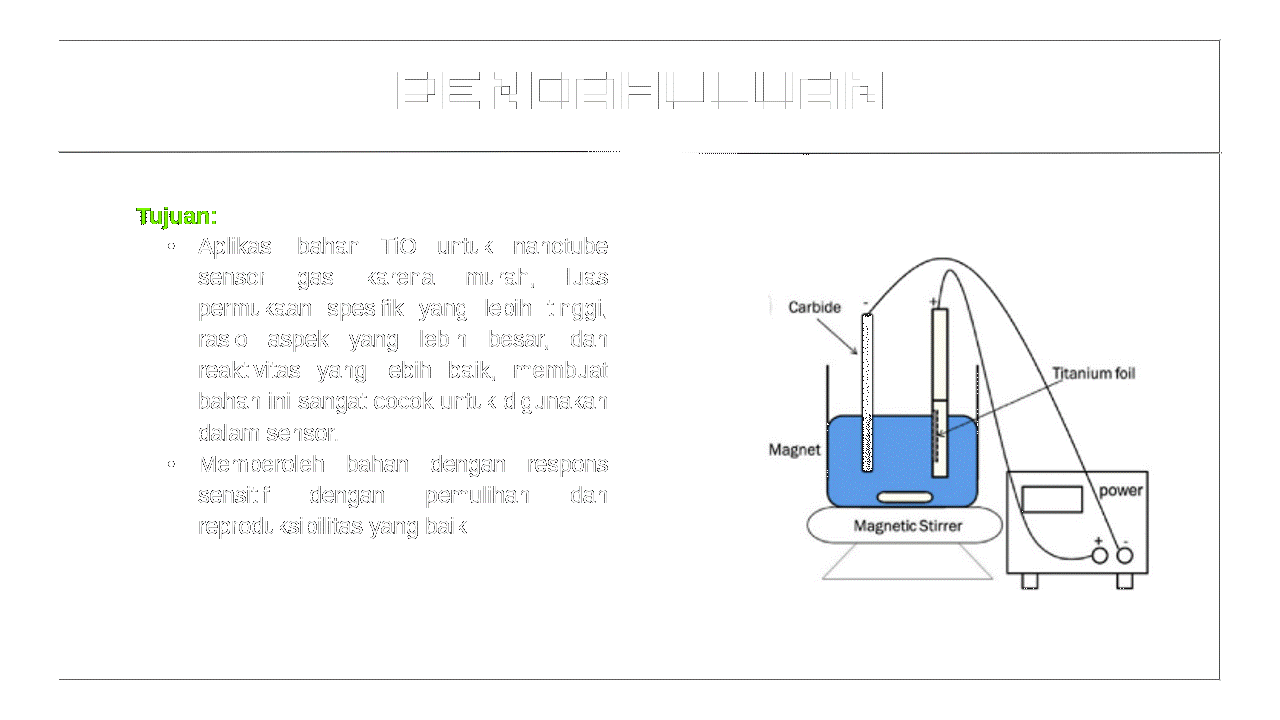 PENDAHULUAN
Tujuan:
• Aplikas bahan TiO untuk nanotube
sensor gas karena murah, luas
permukaan spesifik yang lebih tinggi,
rasio aspek yang lebih besar, dan
reaktivitas yang lebih baik, membuat
bahan ini sangat cocok untuk digunakan
dalam sensor.
• Memperoleh bahan dengan respons
sensitif dengan pemulihan dan
reproduksibilitas yang baik
Carbide
-
+
Titanium foil
Magnet
power
Magnetic Stirrer
+ -